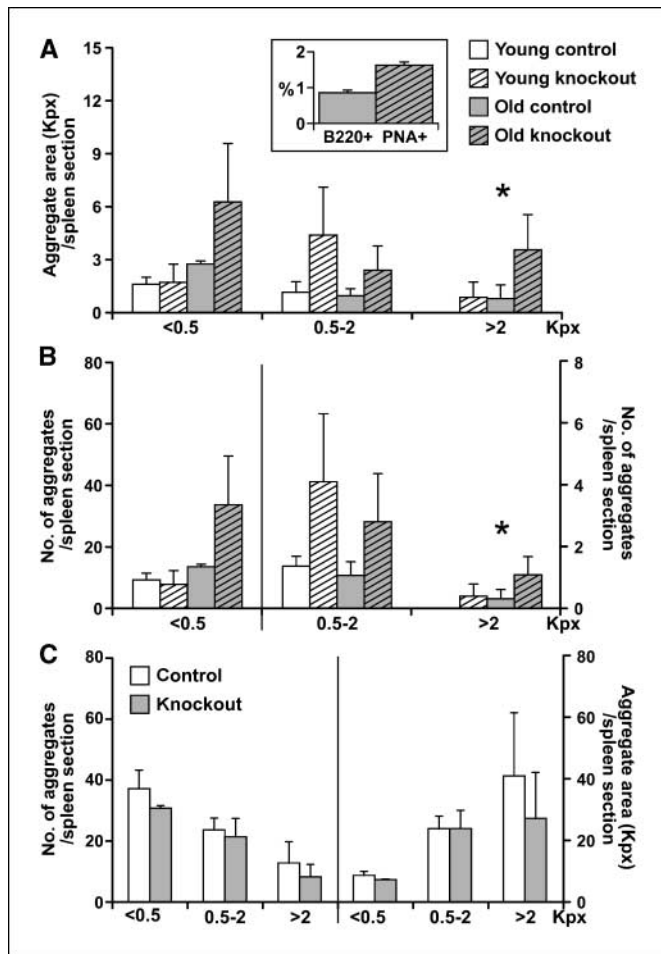 A
Aggregate area (Kpx)
/spleen section
15
12
9
6
3
0
%
2
1
0
B220+ PNA+
Young control
Young knockout
Old control
Old knockout
*
<0.5 0.5-2 >2 Kpx
B
No. of aggregates
/spleen section
80
60
40
20
0
*
8
6
4
2
0
No. of aggregates
/spleen section
<0.5 0.5-2 >2 Kpx
C
No. of aggregates
/spleen section
80
60
40
20
0
Control
Knockout
80
60
40
20
0
Aggregate area (Kpx)
/spleen section
<0.5 0.5-2 >2 <0.5 0.5-2 >2 Kpx